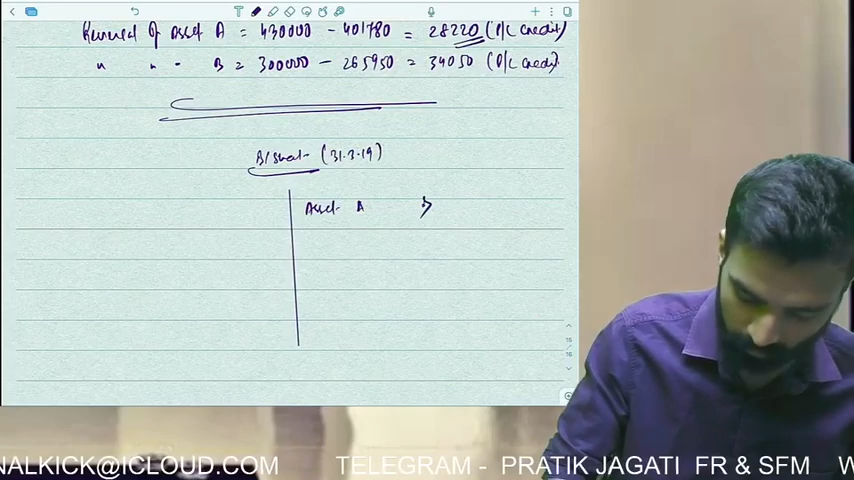 Reversal Of Asset A = 430000 - 401780 = 28220 (P/L Credit)
" " " B = 300000 - 265950 = 34050 (P/L Credit)
B/Sheet (31.3.19)
Asset A
NALKICK@ICLOUD.COM TELEGRAM - PRATIK JAGATI FR & SFM W